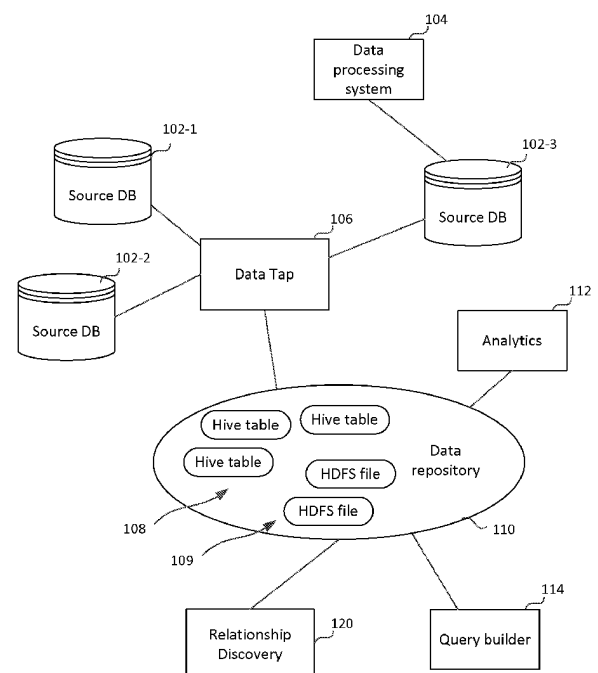 104
Data
processing
system
102-1
102-3
Source DB
Source DB
106
102-2
Data Tap
Source DB
112
Analytics
Hive table
Hive table
Data
repository
Hive table
HDFS file
HDFS file
108
109
110
120
114
Relationship
Discovery
Query builder